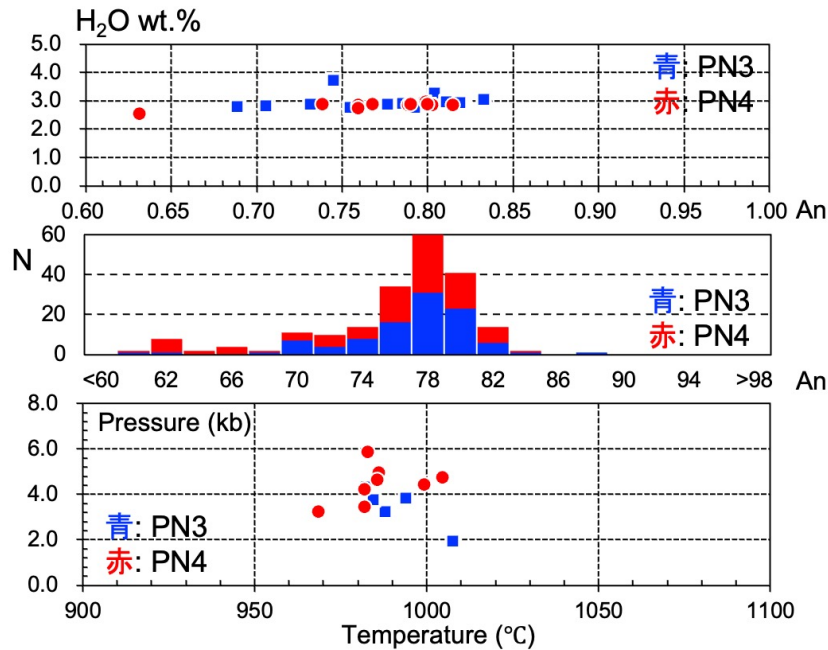 H₂O wt.%
5.0
4.0
3.0
2.0
1.0
0.0
青: PN3
赤: PN4
0.60 0.65 0.70 0.75 0.80 0.85 0.90 0.95 1.00 An
N
60
40
20
0
青: PN3
赤: PN4
<60 62 66 70 74 78 82 86 90 94 >98 An
8.0
6.0
4.0
2.0
0.0
Pressure (kb)
青: PN3
赤: PN4
900 950 1000 1050 1100
Temperature (℃)